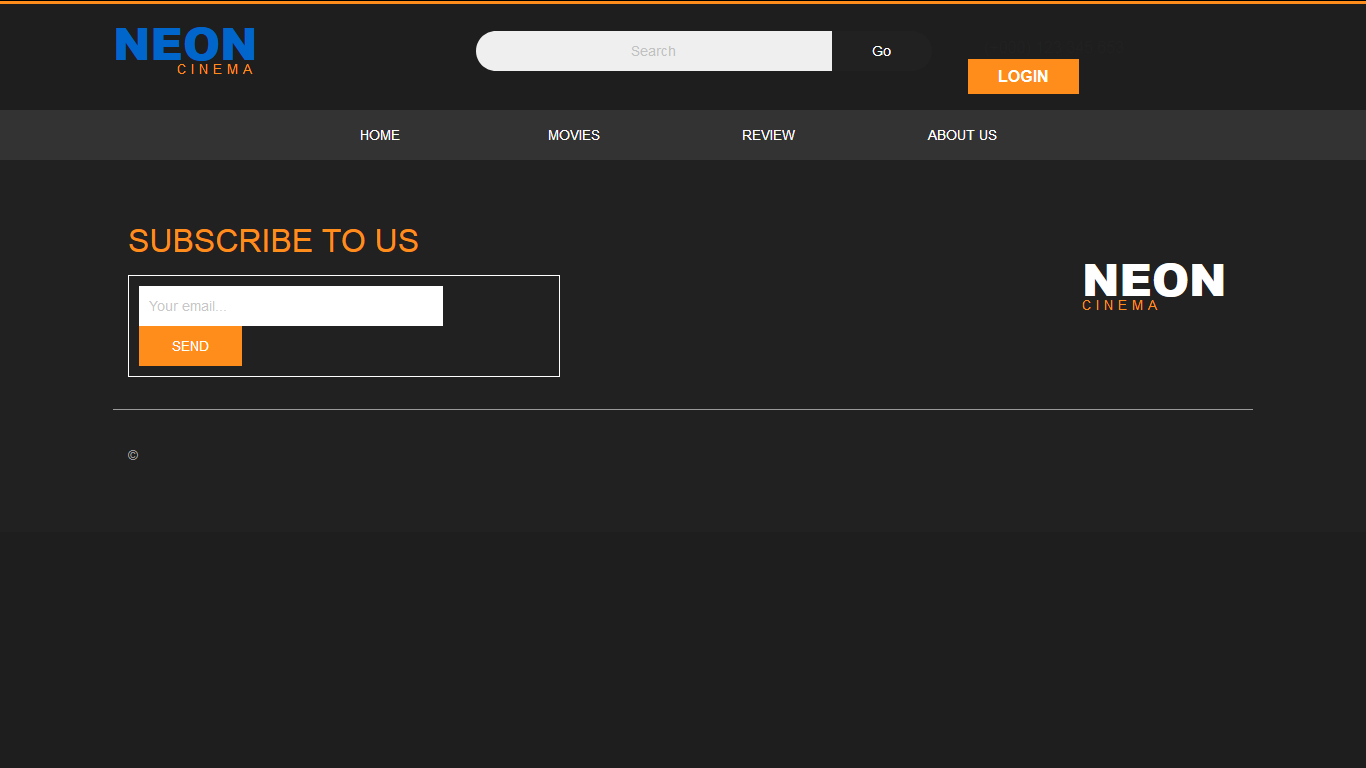 NEON
CINEMA
Search
Go
LOGIN
HOME
MOVIES
REVIEW
ABOUT US
SUBSCRIBE TO US
Your email...
SEND
NEON
CINEMA
©